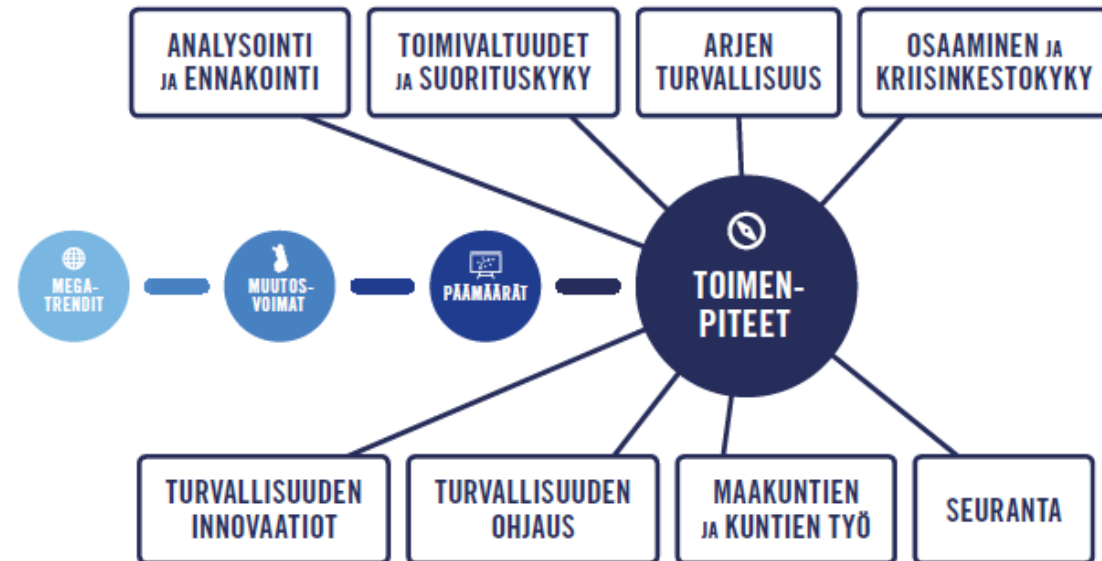 ANALYSOINTI
JA ENNAKOINTI
TOIMIVALTUUDET
JA SUORITUSKYKY
ARJEN
TURVALLISUUS
OSAAMINEN JA
KRIISINKESTOKYKY
MEGA-
TRENDIT
MUUTOS-
VOIMAT
PÄÄMÄÄRÄT
TOIMEN-
PITEET
TURVALLISUUDEN
INNOVAATIOT
TURVALLISUUDEN
OHJAUS
MAAKUNTIEN
JA KUNTIEN TYÖ
SEURANTA